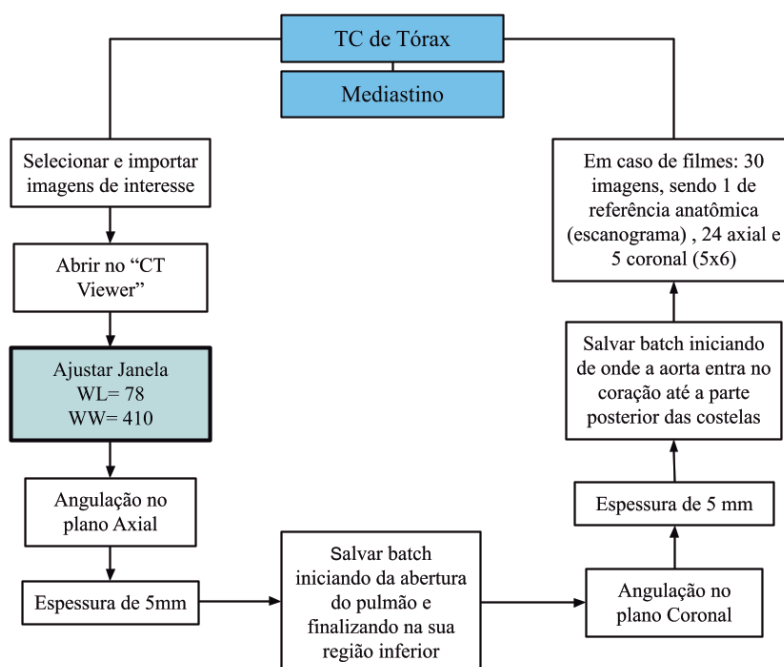 TC de Tórax
Mediastino
Selecionar e importar
imagens de interesse
Abrir no “CT
Viewer”
Ajustar Janela
WL= 78
WW= 410
Angulação no
plano Axial
Espessura de 5mm
Salvar batch
iniciando da abertura
do pulmão e
finalizando na sua
região inferior
Angulação no
plano Coronal
Espessura de 5 mm
Salvar batch iniciando
de onde a aorta entra no
coração até a parte
posterior das costelas
Em caso de filmes: 30
imagens, sendo 1 de
referência anatômica
(escanograma) , 24 axial e
5 coronal (5x6)